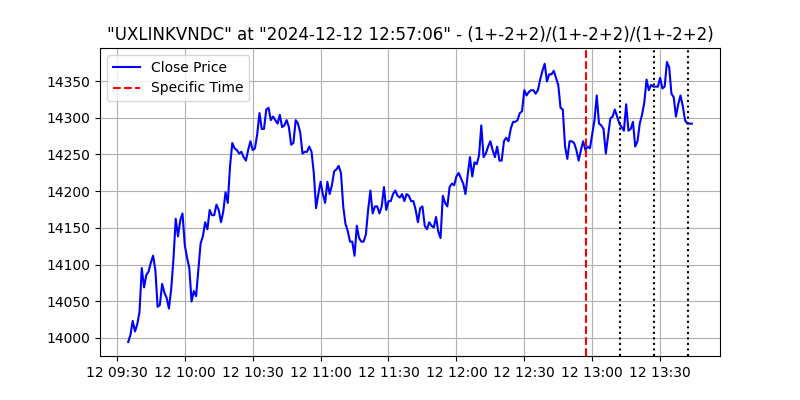 "UXLINKVNDC" at "2024-12-12 12:57:06" - (1+-2+2)/(1+-2+2)/(1+-2+2)
Close Price
Specific Time
14350
14300
14250
14200
14150
14100
14050
14000
12 09:30 12 10:00 12 10:30 12 11:00 12 11:30 12 12:00 12 12:30 12 13:00 12 13:30